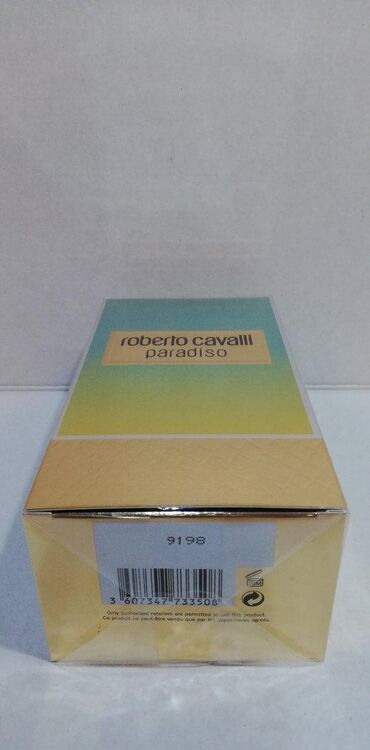 roberto cavalli
paradiso
9198
3 607347 733508
Only authorized retailers are permitted to sell this product.
Ce produit ne peut être vendu que par les dépositaires agréés.